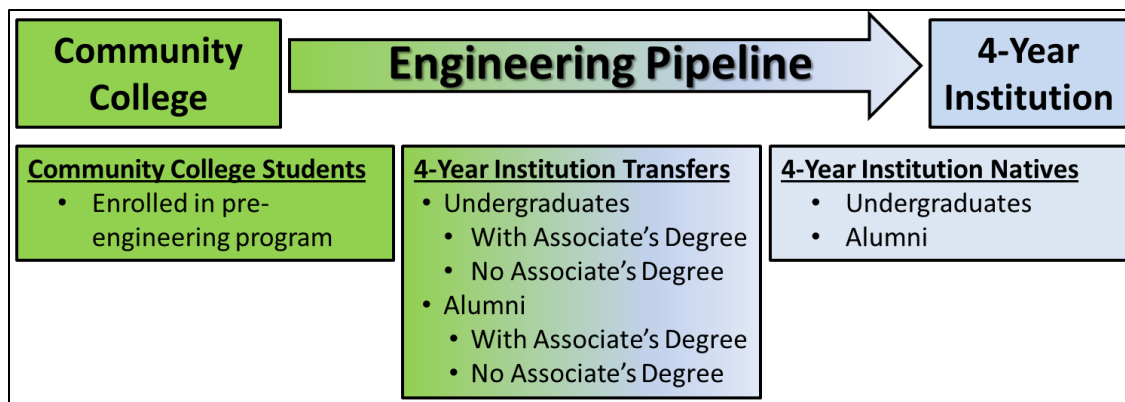 Community
College
Engineering Pipeline
4-Year
Institution
Community College Students
• Enrolled in pre-
engineering program
4-Year Institution Transfers
• Undergraduates
• With Associate's Degree
• No Associate's Degree
• Alumni
• With Associate's Degree
• No Associate's Degree
4-Year Institution Natives
• Undergraduates
• Alumni